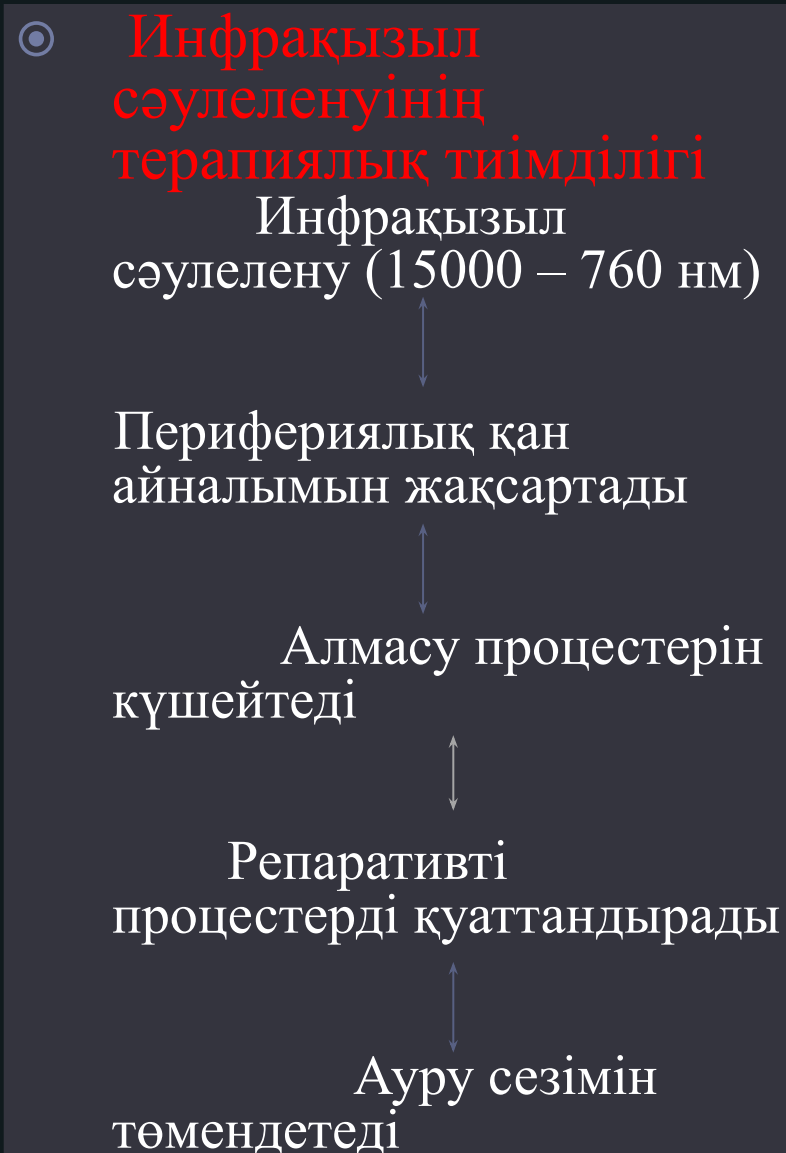 Инфрақызыл
сәулеленуінің
терапиялық тиімділігі
Инфрақызыл
сәулелену (15000 – 760 нм)
Перифериялық қан
айналымын жақсартады
Алмасу процестерін
күшейтеді
Репаративті
процестерді қуаттандырады
Ауру сезімін
төмендетеді